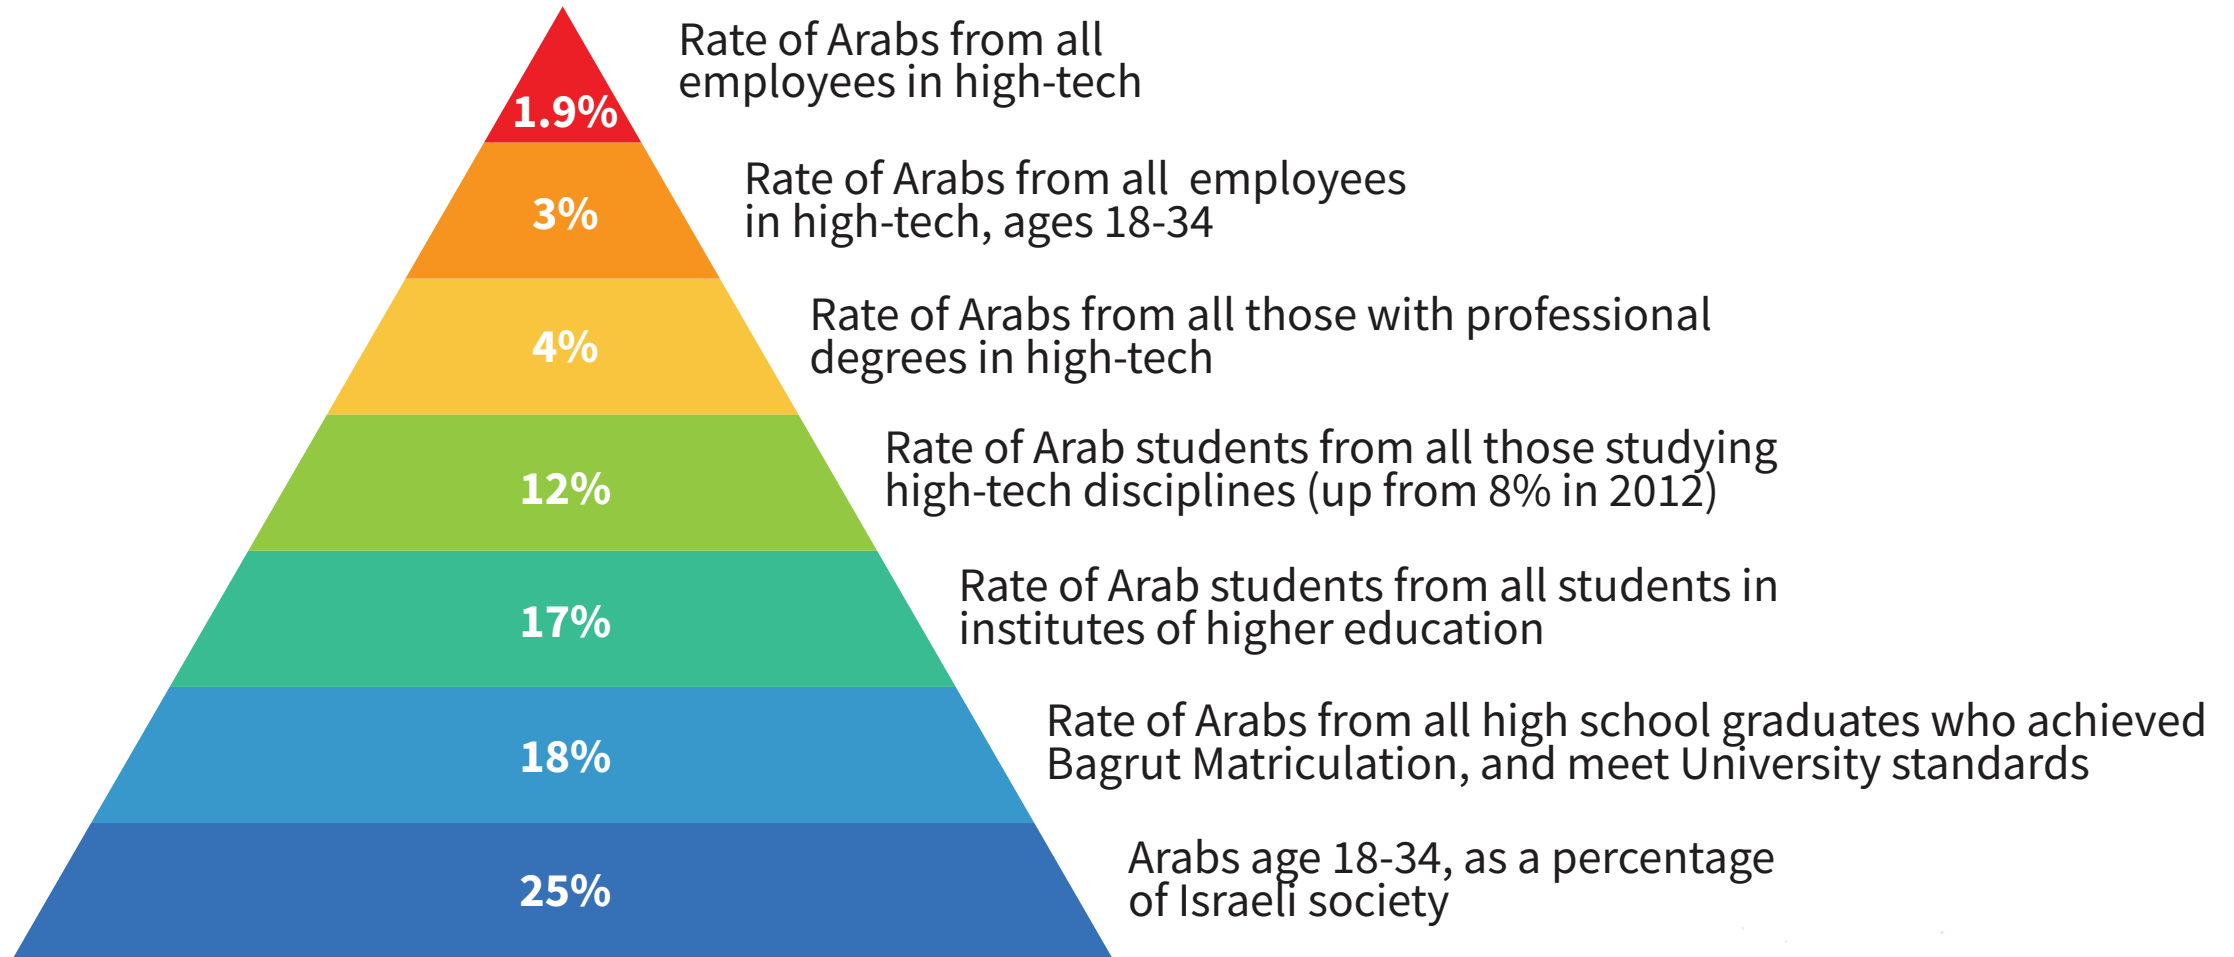 Rate of Arabs from all
employees in high-tech
1.9%
Rate of Arabs from all employees
in high-tech, ages 18-34
3%
Rate of Arabs from all those with professional
degrees in high-tech
4%
Rate of Arab students from all those studying
high-tech disciplines (up from 8% in 2012)
12%
Rate of Arab students from all students in
institutes of higher education
17%
Rate of Arabs from all high school graduates who achieved
Bagrut Matriculation, and meet University standards
18%
Arabs age 18-34, as a percentage
of Israeli society
25%